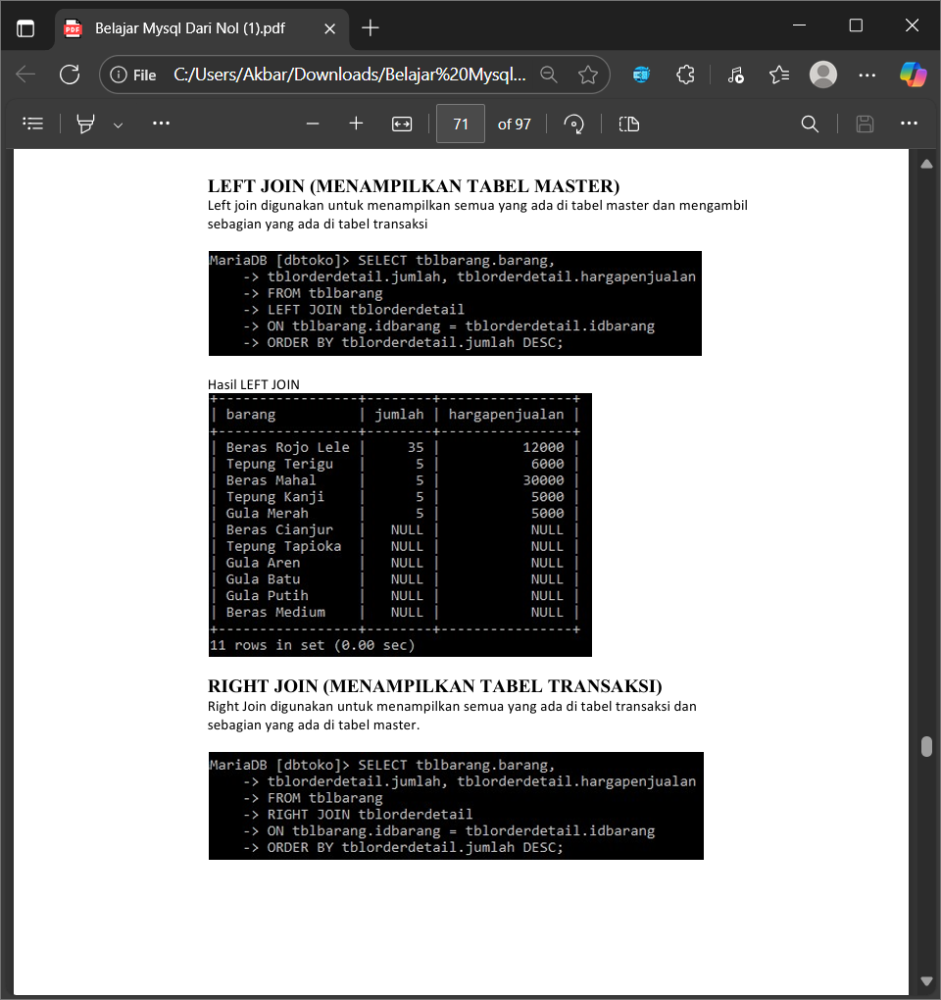 Belajar Mysql Dari Nol (1).pdf
File C:/Users/Akbar/Downloads/Belajar%20Mysql...
71 of 97
LEFT JOIN (MENAMPILKAN TABEL MASTER)
Left join digunakan untuk menampilkan semua yang ada di tabel master dan mengambil
sebagian yang ada di tabel transaksi
MariaDB [dbtoko]> SELECT tblbarang.barang,
    -> tblorderdetail.jumlah, tblorderdetail.hargapenjualan
    -> FROM tblbarang
    -> LEFT JOIN tblorderdetail
    -> ON tblbarang.idbarang = tblorderdetail.idbarang
    -> ORDER BY tblorderdetail.jumlah DESC;
Hasil LEFT JOIN
+-----------------+--------+----------------+
| barang          | jumlah | hargapenjualan |
+-----------------+--------+----------------+
| Beras Rojo Lele |     35 |          12000 |
| Tepung Terigu   |      5 |           6000 |
| Beras Mahal     |      5 |          30000 |
| Tepung Kanji    |      5 |           5000 |
| Gula Merah      |      5 |           5000 |
| Beras Cianjur   |   NULL |           NULL |
| Tepung Tapioka  |   NULL |           NULL |
| Gula Aren       |   NULL |           NULL |
| Gula Batu       |   NULL |           NULL |
| Gula Putih      |   NULL |           NULL |
| Beras Medium    |   NULL |           NULL |
+-----------------+--------+----------------+
11 rows in set (0.00 sec)
RIGHT JOIN (MENAMPILKAN TABEL TRANSAKSI)
Right Join digunakan untuk menampilkan semua yang ada di tabel transaksi dan
sebagian yang ada di tabel master.
MariaDB [dbtoko]> SELECT tblbarang.barang,
    -> tblorderdetail.jumlah, tblorderdetail.hargapenjualan
    -> FROM tblbarang
    -> RIGHT JOIN tblorderdetail
    -> ON tblbarang.idbarang = tblorderdetail.idbarang
    -> ORDER BY tblorderdetail.jumlah DESC;